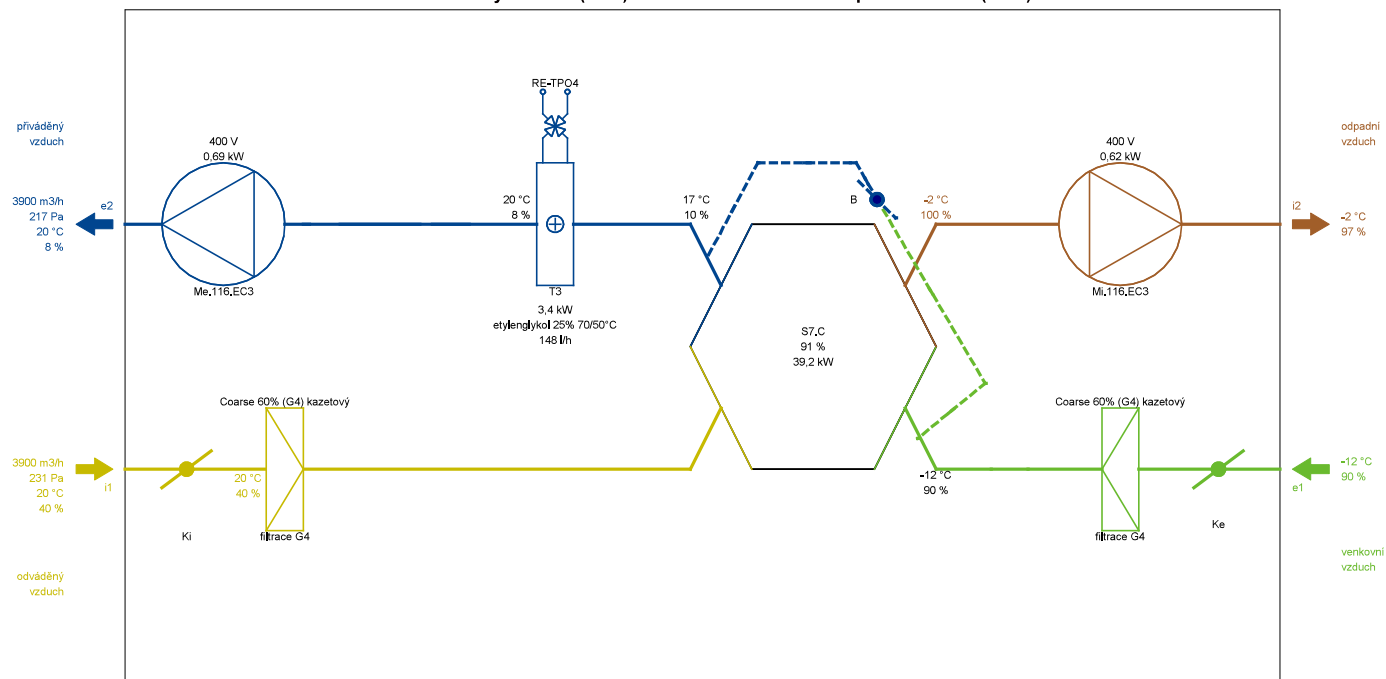 RE-TPO4
přiváděný
vzduch
400 V
0,69 kW
400 V
0,62 kW
odpadní
vzduch
3900 m3/h
217 Pa
20 °C
8 %
e2
20 °C
8 %
17 °C
10 %
B
-2 °C
100 %
i2
-2 °C
97 %
Me.116.EC3
T3
3,4 kW
etylenglykol 25% 70/50°C
148 l/h
Mi.116.EC3
S7.C
91 %
39,2 kW
Coarse 60% (G4) kazetový
Coarse 60% (G4) kazetový
3900 m3/h
231 Pa
20 °C
40 %
i1
20 °C
40 %
-12 °C
90 %
-12 °C
90 %
e1
Ki
filtrace G4
filtrace G4
Ke
odváděný
vzduch
venkovní
vzduch